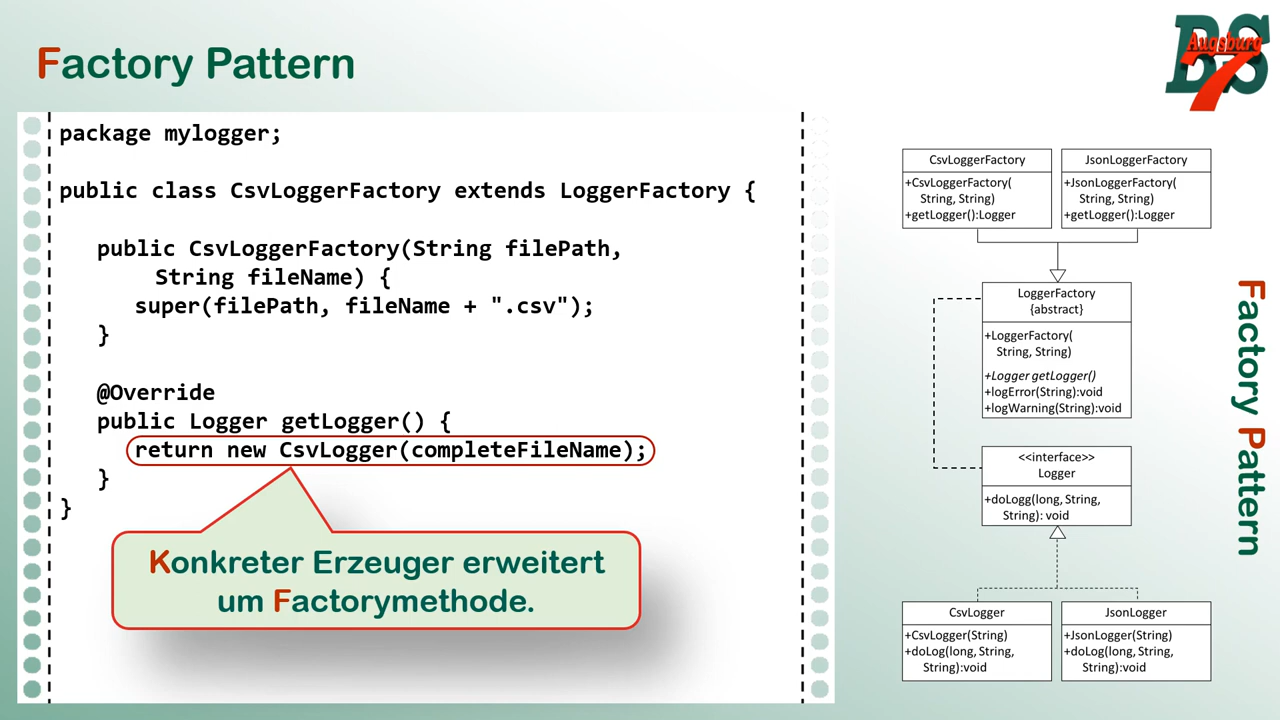 Factory Pattern
BS
Augsburg
7
package mylogger;
public class CsvLoggerFactory extends LoggerFactory {
public CsvLoggerFactory(String filePath,
String fileName) {
super(filePath, fileName + ".csv");
}
@Override
public Logger getLogger() {
return new CsvLogger(completeFileName);
}
}
Konkreter Erzeuger erweitert
um Factorymethode.
CsvLoggerFactory
+CsvLoggerFactory(
String, String)
+getLogger():Logger
JsonLoggerFactory
+JsonLoggerFactory(
String, String)
+getLogger():Logger
LoggerFactory
{abstract}
+LoggerFactory(
String, String)
+Logger getLogger()
+logError(String):void
+logWarning(String):void
<<interface>>
Logger
+doLogg(long, String,
String): void
CsvLogger
+CsvLogger(String)
+doLog(long, String,
String):void
JsonLogger
+JsonLogger(String)
+doLog(long, String,
String):void
Factory Pattern